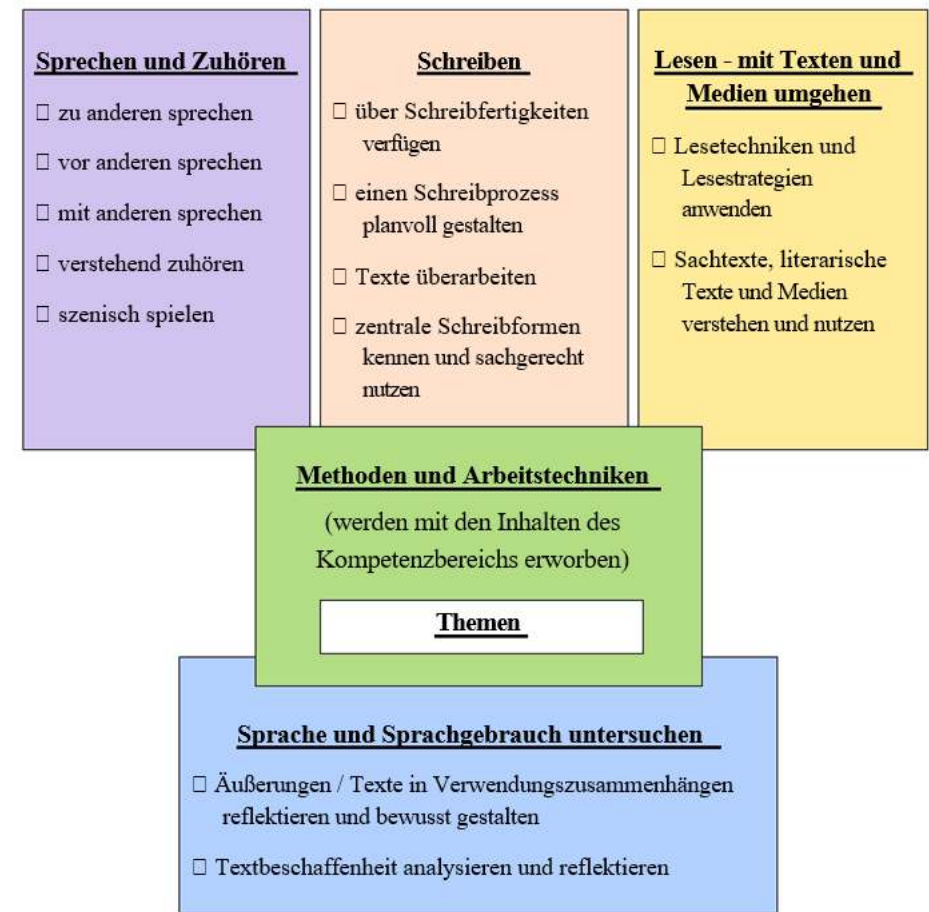 Sprechen und Zuhören
□ zu anderen sprechen
□ vor anderen sprechen
□ mit anderen sprechen
□ verstehend zuhören
□ szenisch spielen
Schreiben
□ über Schreibfertigkeiten
verfügen
□ einen Schreibprozess
planvoll gestalten
□ Texte überarbeiten
□ zentrale Schreibformen
kennen und sachgerecht
nutzen
Lesen - mit Texten und
Medien umgehen
□ Lesetechniken und
Lesestrategien
anwenden
□ Sachtexte, literarische
Texte und Medien
verstehen und nutzen
Methoden und Arbeitstechniken
(werden mit den Inhalten des
Kompetenzbereichs erworben)
Themen
Sprache und Sprachgebrauch untersuchen
□ Äußerungen / Texte in Verwendungszusammenhängen
reflektieren und bewusst gestalten
□ Textbeschaffenheit analysieren und reflektieren